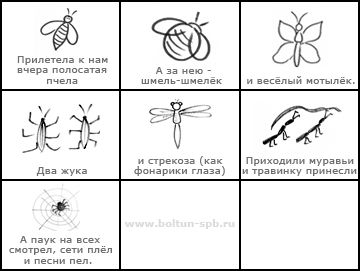 Прилетела к нам
вчера полосатая
пчела
А за нею -
шмель-шмелёк
и весёлый мотылёк.
Два жука
и стрекоза (как
фонарики глаза)
Приходили муравьи
и травинку принесли
А паук на всех
смотрел, сети плёл
и песни пел.
www.boltun-spb.ru